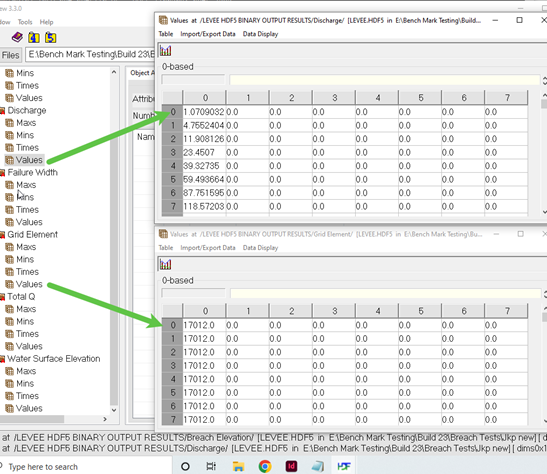 ew 3.3.0
ndow Tools Help
Files E:\Bench Mark Testing\Build 23\B
Mins
Times
Values
Discharge
Maxs
Mins
Times
Values
Failure Width
Maxs
Mins
Times
Values
Grid Element
Maxs
Mins
Times
Values
Total Q
Maxs
Mins
Times
Values
Water Surface Elevation
Maxs
Mins
Times
Values
Object A
Attrib
Numb
Nam
Values at /LEVEE HDF5 BINARY OUTPUT RESULTS/Discharge/ [LEVEE.HDF5 in E:\Bench Mark Testing\Build...
Table Import/Export Data Data Display
0-based
0 1 2 3 4 5 6 7
0 1.0709032 0.0 0.0 0.0 0.0 0.0 0.0 0.0
1 4.7552404 0.0 0.0 0.0 0.0 0.0 0.0 0.0
2 11.908126 0.0 0.0 0.0 0.0 0.0 0.0 0.0
3 23.4507 0.0 0.0 0.0 0.0 0.0 0.0 0.0
4 39.32735 0.0 0.0 0.0 0.0 0.0 0.0 0.0
5 59.493664 0.0 0.0 0.0 0.0 0.0 0.0 0.0
6 87.751595 0.0 0.0 0.0 0.0 0.0 0.0 0.0
7 118.57203 0.0 0.0 0.0 0.0 0.0 0.0 0.0
Values at /LEVEE HDF5 BINARY OUTPUT RESULTS/Grid Element/ [LEVEE.HDF5 in E:\Bench Mark Testing\Bu...
Table Import/Export Data Data Display
0-based
0 1 2 3 4 5 6 7
0 17012.0 0.0 0.0 0.0 0.0 0.0 0.0 0.0
1 17012.0 0.0 0.0 0.0 0.0 0.0 0.0 0.0
2 17012.0 0.0 0.0 0.0 0.0 0.0 0.0 0.0
3 17012.0 0.0 0.0 0.0 0.0 0.0 0.0 0.0
4 17012.0 0.0 0.0 0.0 0.0 0.0 0.0 0.0
5 17012.0 0.0 0.0 0.0 0.0 0.0 0.0 0.0
6 17012.0 0.0 0.0 0.0 0.0 0.0 0.0 0.0
7 17012.0 0.0 0.0 0.0 0.0 0.0 0.0 0.0
at /LEVEE HDF5 BINARY OUTPUT RESULTS/Breach Elevation/ [LEVEE.HDF5 in E:\Bench Mark Testing\Build 23\Breach Tests\Jkp new] [ d
at /LEVEE HDF5 BINARY OUTPUT RESULTS/Discharge/ [LEVEE.HDF5 in E:\Bench Mark Testing\Build 23\Breach Tests\Jkp new] [ dims0x1
Type here to search